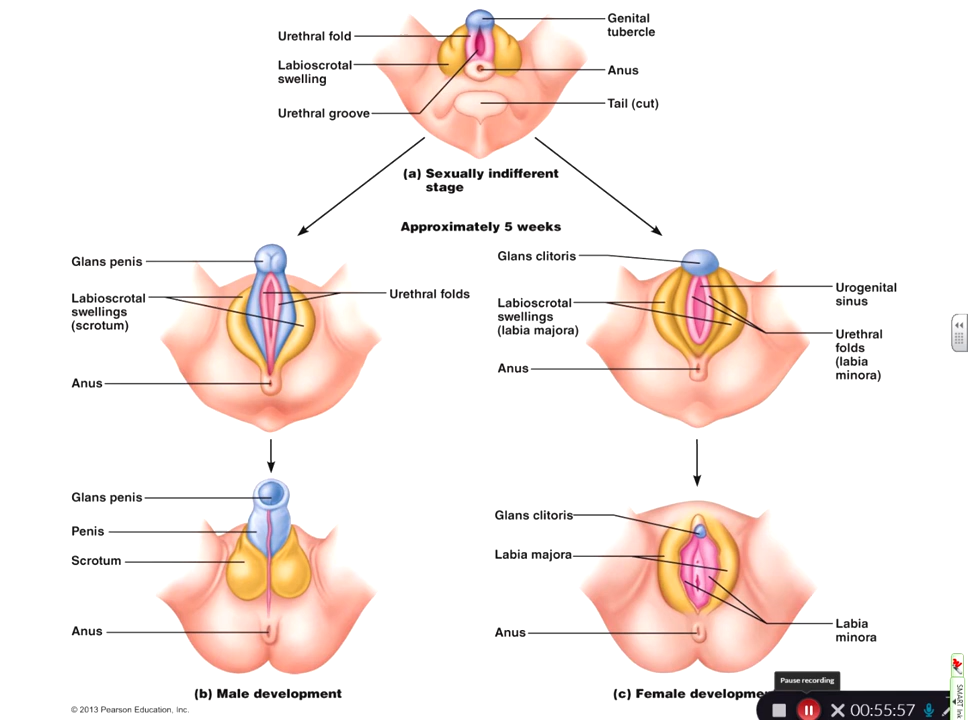 Genital
tubercle
Urethral fold
Labioscrotal
swelling
Anus
Urethral groove
Tail (cut)
(a) Sexually indifferent
stage
Approximately 5 weeks
Glans penis
Labioscrotal
swellings
(scrotum)
Urethral folds
Anus
Glans clitoris
Labioscrotal
swellings
(labia majora)
Anus
Urogenital
sinus
Urethral
folds
(labia
minora)
Glans penis
Penis
Scrotum
Anus
Glans clitoris
Labia majora
Anus
Labia
minora
(b) Male development
(c) Female developme
© 2013 Pearson Education, Inc.
Pause recording
00:55:57
SMART Ink